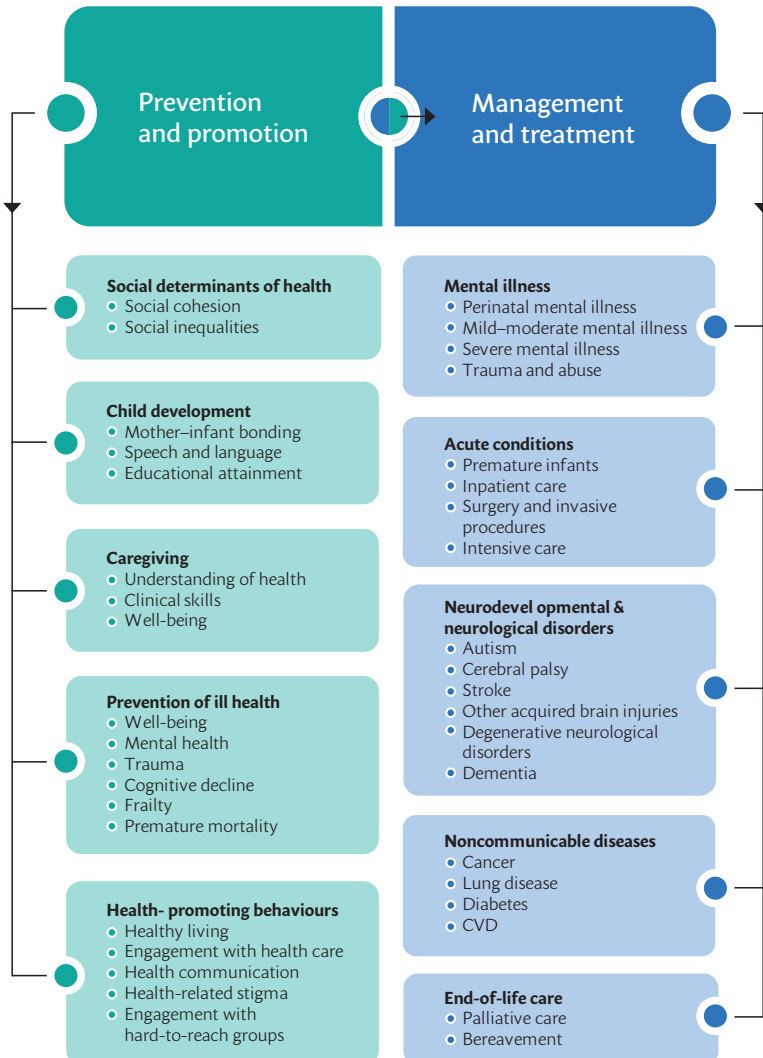 Prevention
and promotion
Management
and treatment
Social determinants of health
Social cohesion
Social inequalities
Child development
Mother–infant bonding
Speech and language
Educational attainment
Caregiving
Understanding of health
Clinical skills
Well-being
Prevention of ill health
Well-being
Mental health
Trauma
Cognitive decline
Frailty
Premature mortality
Health- promoting behaviours
Healthy living
Engagement with health care
Health communication
Health-related stigma
Engagement with
hard-to-reach groups
Mental illness
Perinatal mental illness
Mild–moderate mental illness
Severe mental illness
Trauma and abuse
Acute conditions
Premature infants
Inpatient care
Surgery and invasive
procedures
Intensive care
Neurodevel opmental &
neurological disorders
Autism
Cerebral palsy
Stroke
Other acquired brain injuries
Degenerative neurological
disorders
Dementia
Noncommunicable diseases
Cancer
Lung disease
Diabetes
CVD
End-of-life care
Palliative care
Bereavement